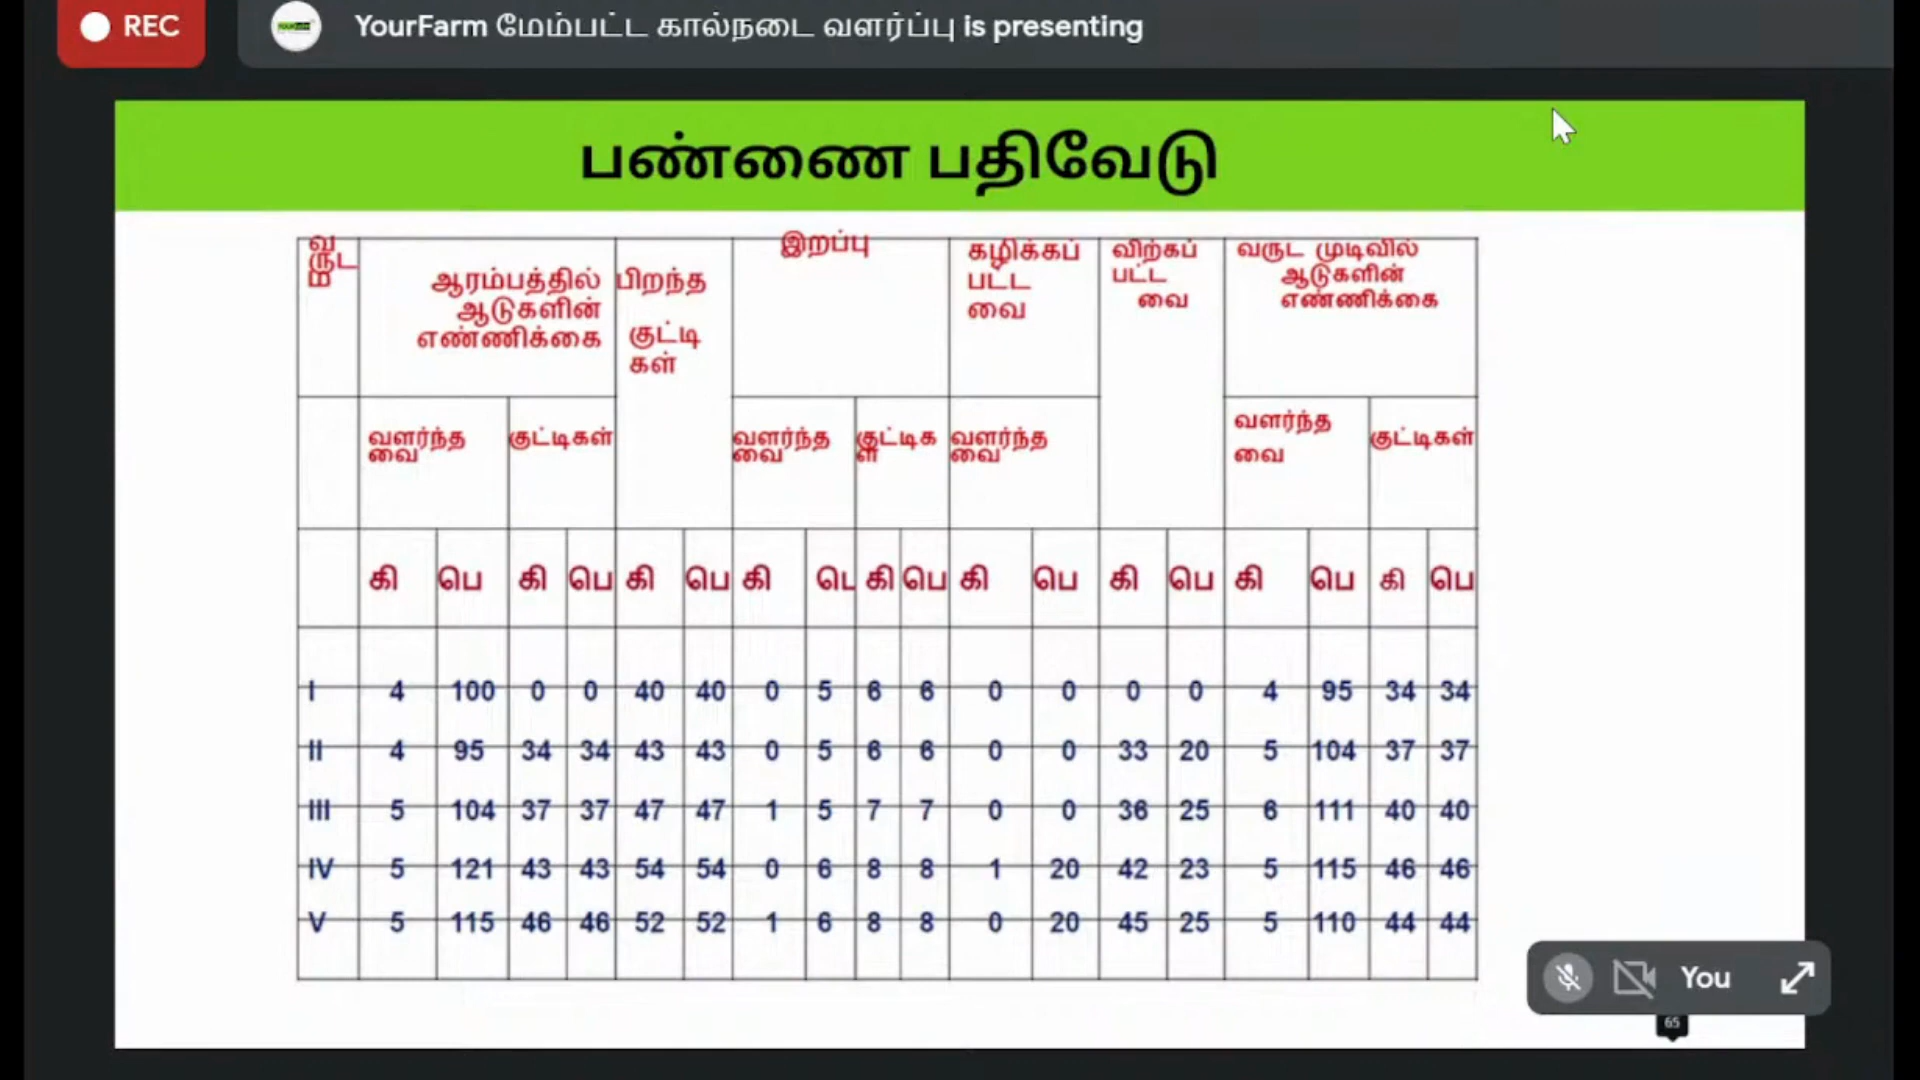 REC
YourFarm மேம்பட்ட கால்நடை வளர்ப்பு is presenting
பண்ணை பதிவேடு
வ
ருட
ம்
ஆரம்பத்தில்
ஆடுகளின்
எண்ணிக்கை
பிறந்த
குட்டி
கள்
இறப்பு
கழிக்கப்
பட்ட
வை
விற்கப்
பட்ட
வை
வருட முடிவில்
ஆடுகளின்
எண்ணிக்கை
வளர்ந்த
வை
குட்டிகள்
வளர்ந்த
வை
குட்டிக
ள்
வளர்ந்த
வை
வளர்ந்த
வை
குட்டிகள்
கி பெ கி பெ கி பெ கி பெ கி பெ கி பெ கி பெ கி பெ கி பெ
I 4 100 0 0 40 40 0 5 6 6 0 0 0 0 4 95 34 34
II 4 95 34 34 43 43 0 5 6 6 0 0 33 20 5 104 37 37
III 5 104 37 37 47 47 1 5 7 7 0 0 36 25 6 111 40 40
IV 5 121 43 43 54 54 0 6 8 8 1 20 42 23 5 115 46 46
V 5 115 46 46 52 52 1 6 8 8 0 20 45 25 5 110 44 44
You
65